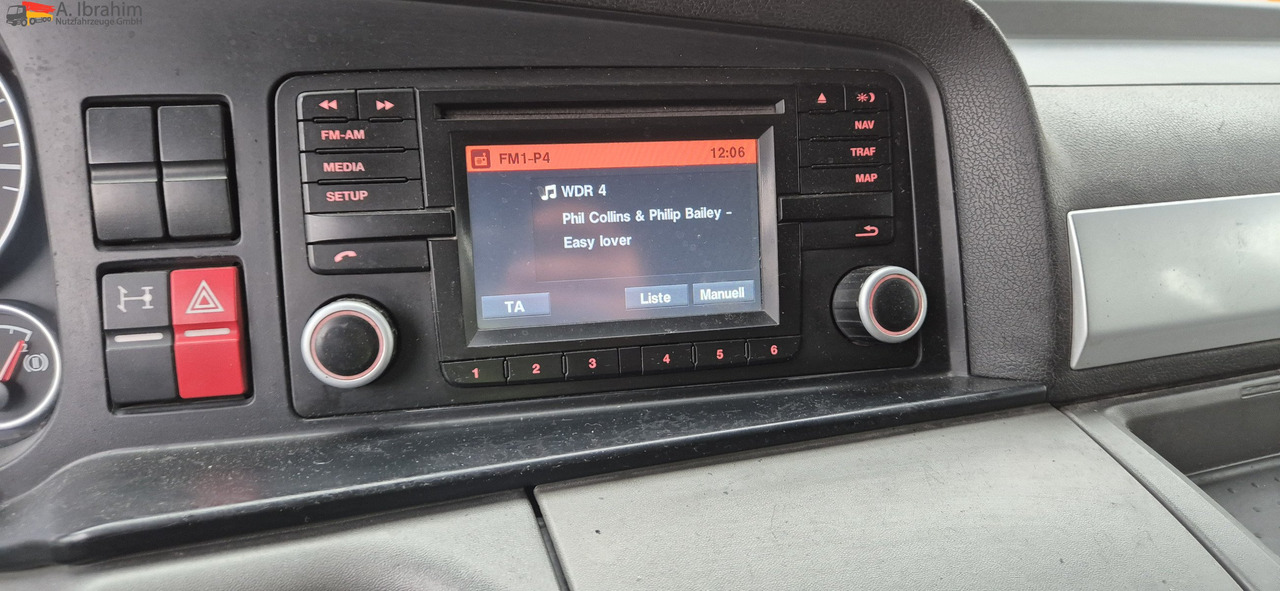 A. Ibrahim
Nutzfahrzeuge GmbH
FM-AM
MEDIA
SETUP
FM1-P4 12:06
WDR 4
Phil Collins & Philip Bailey -
Easy lover
TA Liste Manuell
NAV
TRAF
MAP
1 2 3 4 5 6